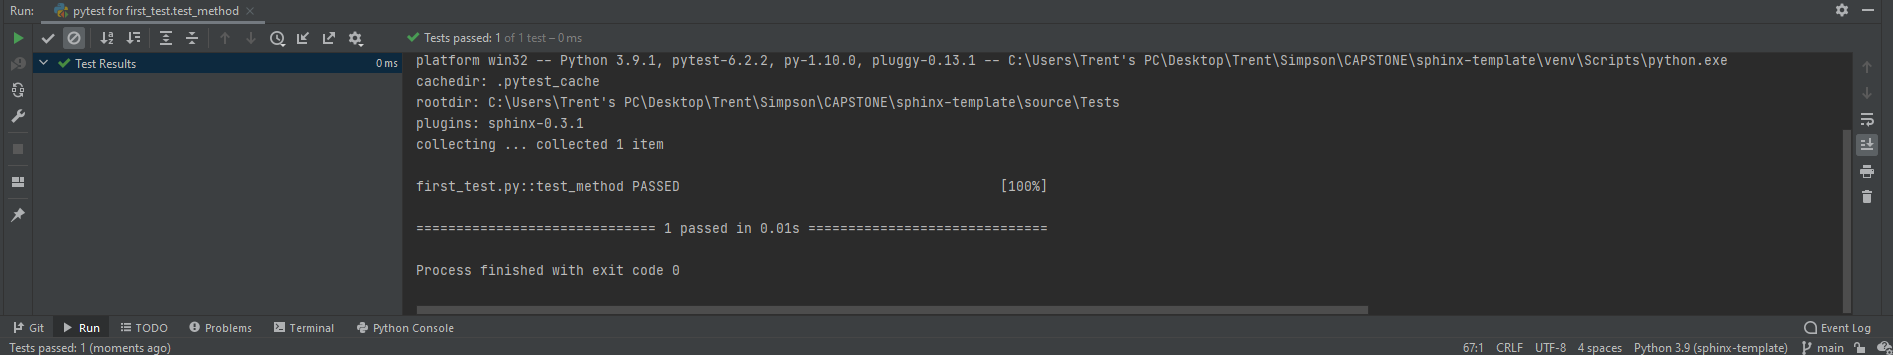 Run: pytest for first_test.test_method
Tests passed: 1 of 1 test – 0 ms
Test Results 0 ms
platform win32 -- Python 3.9.1, pytest-6.2.2, py-1.10.0, pluggy-0.13.1 -- C:\Users\Trent's PC\Desktop\Trent\Simpson\CAPSTONE\sphinx-template\venv\Scripts\python.exe
cachedir: .pytest_cache
rootdir: C:\Users\Trent's PC\Desktop\Trent\Simpson\CAPSTONE\sphinx-template\source\Tests
plugins: sphinx-0.3.1
collecting ... collected 1 item
first_test.py::test_method PASSED [100%]
============================== 1 passed in 0.01s ==============================
Process finished with exit code 0
Git Run TODO Problems Terminal Python Console Event Log
Tests passed: 1 (moments ago) 67:1 CRLF UTF-8 4 spaces Python 3.9 (sphinx-template) main